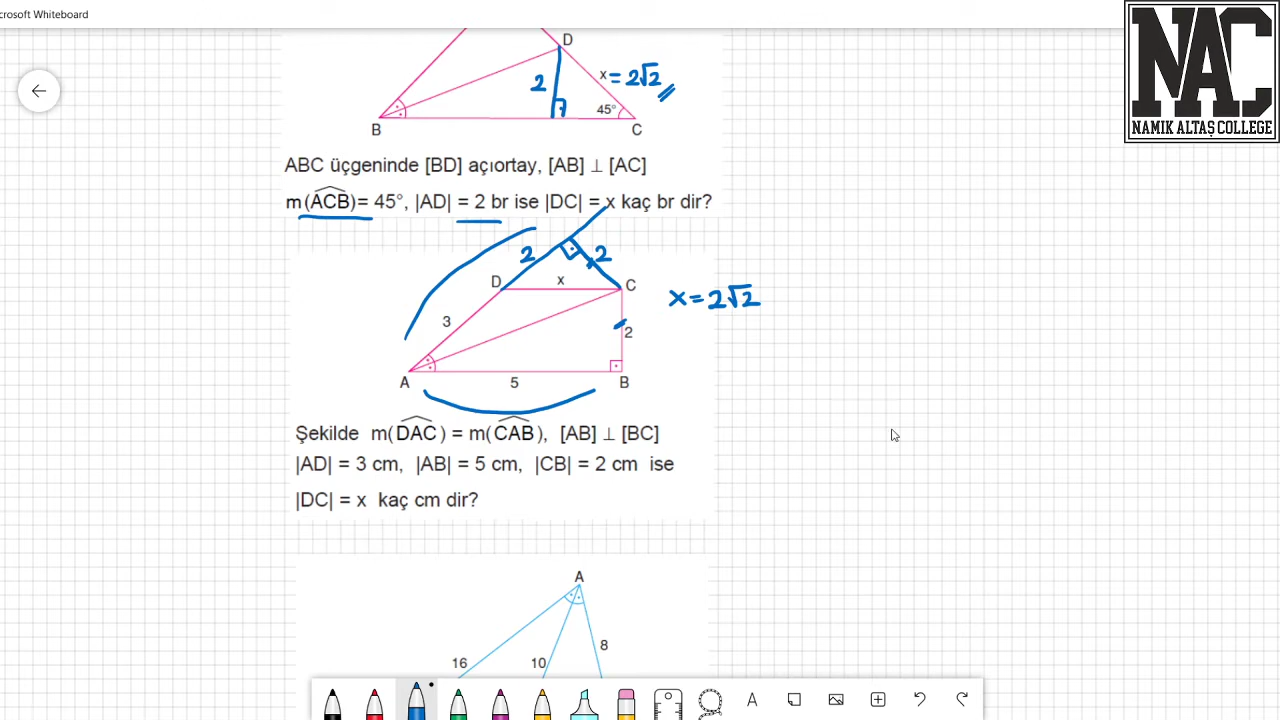 crosoft Whiteboard
NAC
NAMIK ALTAŞ COLLEGE
D
2
x = 2√2
45°
B
C
ABC üçgeninde [BD] açıortay, [AB] ⊥ [AC]
m(ACB)= 45°, |AD| = 2 br ise |DC| = x kaç br dir?
2
2
D
x
C
x = 2√2
3
2
A
5
B
Şekilde m(DAC) = m(CAB), [AB] ⊥ [BC]
|AD| = 3 cm, |AB| = 5 cm, |CB| = 2 cm ise
|DC| = x kaç cm dir?
A
8
16
10
A